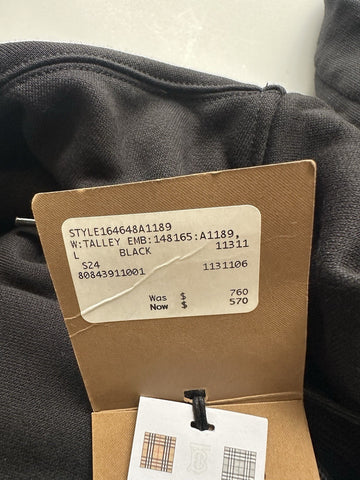 STYLE164648A1189
W:TALLEY EMB:148165:A1189,
L BLACK 11311
S24
80843911001 1131106
Was $ 760
Now $ 570